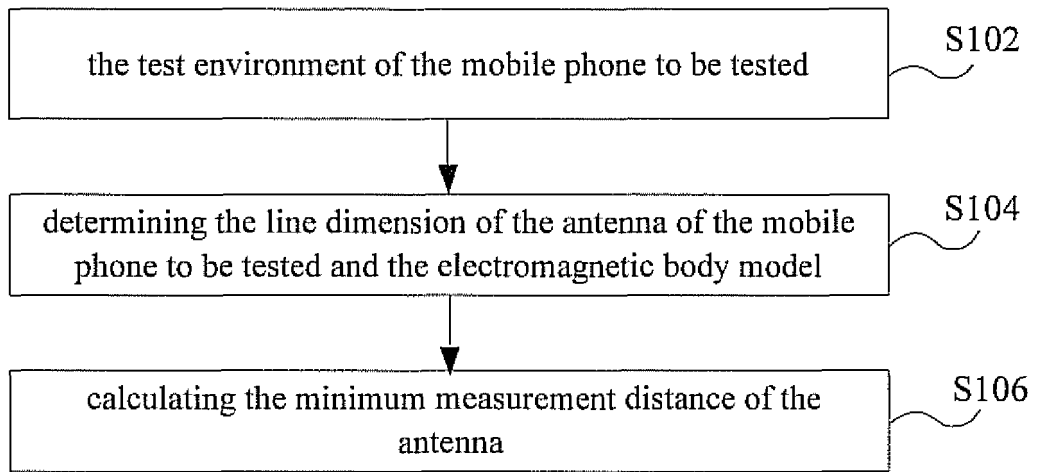 the test environment of the mobile phone to be tested
S102
determining the line dimension of the antenna of the mobile
phone to be tested and the electromagnetic body model
S104
calculating the minimum measurement distance of the
antenna
S106